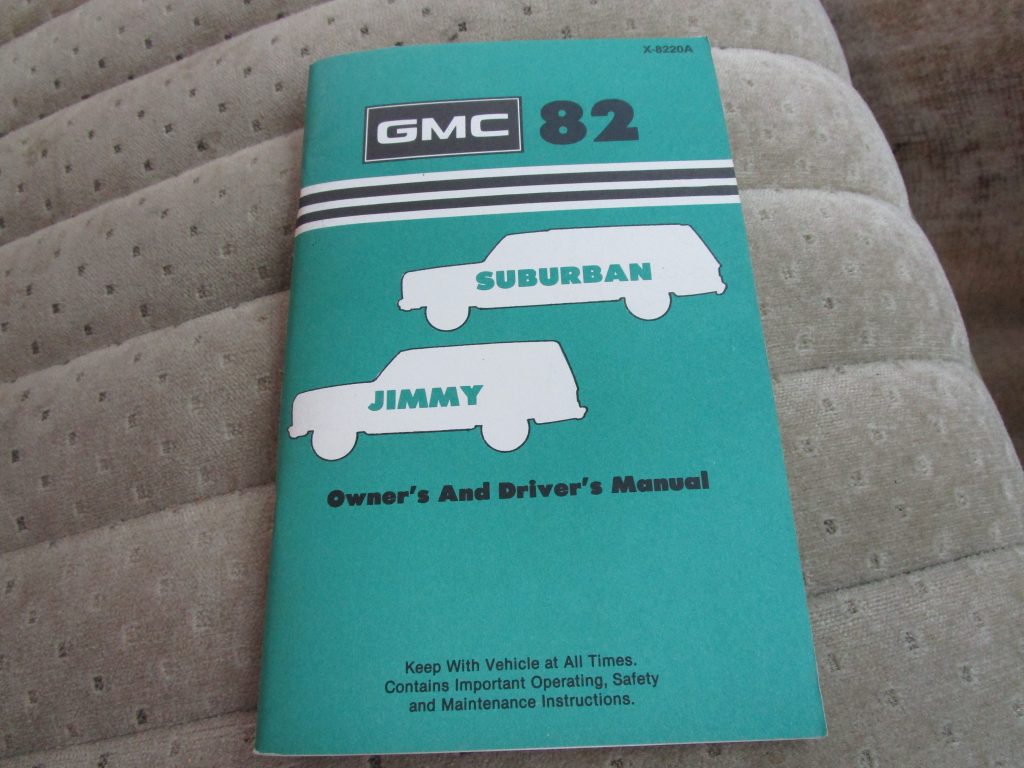 X-8220A
GMC 82
SUBURBAN
JIMMY
Owner's And Driver's Manual
Keep With Vehicle at All Times.
Contains Important Operating, Safety
and Maintenance Instructions.